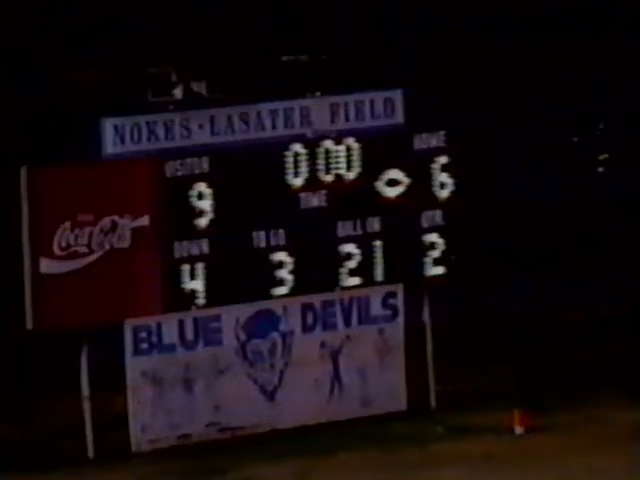 NOKES-LASATER FIELD
VISITOR 0 00 HOME
9 TIME 6
DOWN TO GO BALL ON QTR
4 3 21 2
Coca-Cola
BLUE DEVILS